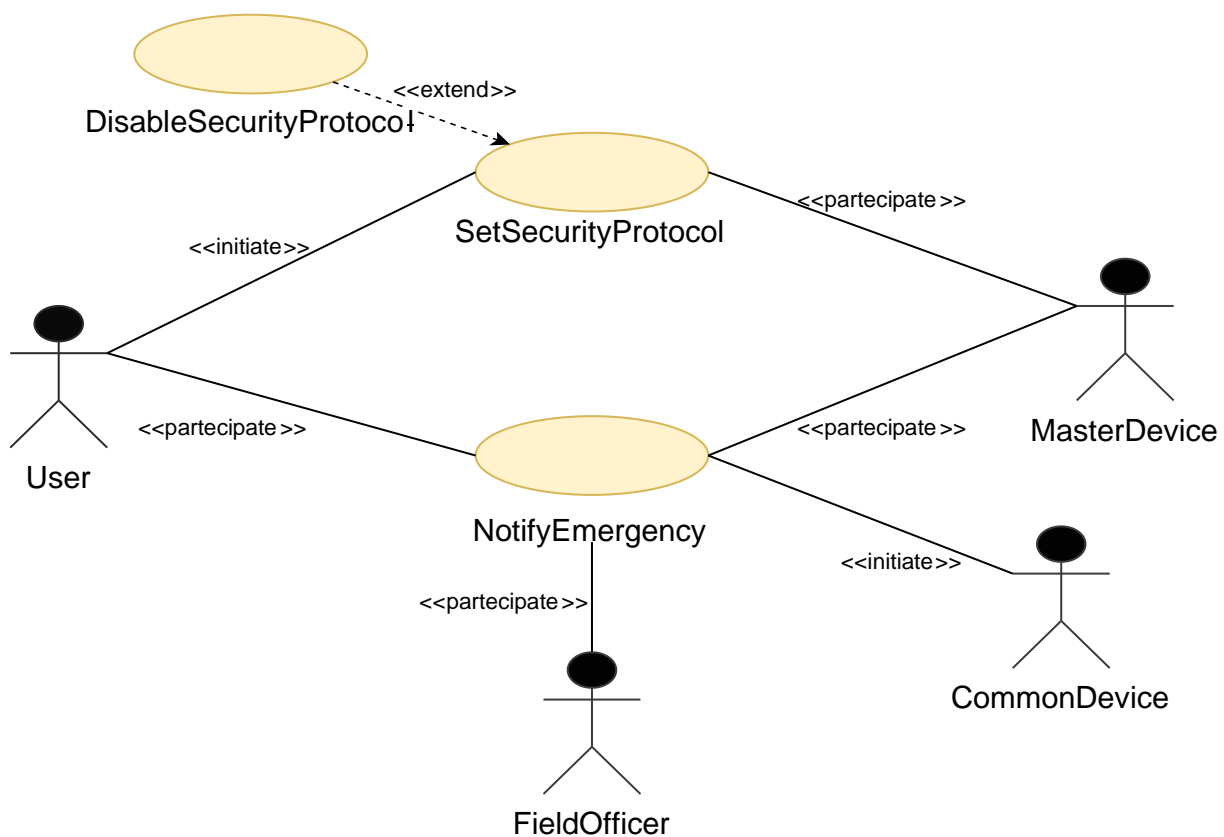 <<extend>>
DisableSecurityProtocol
<<partecipate>>
SetSecurityProtocol
<<initiate>>
<<partecipate>>
<<partecipate>>
MasterDevice
User
NotifyEmergency
<<initiate>>
<<partecipate>>
CommonDevice
FieldOfficer